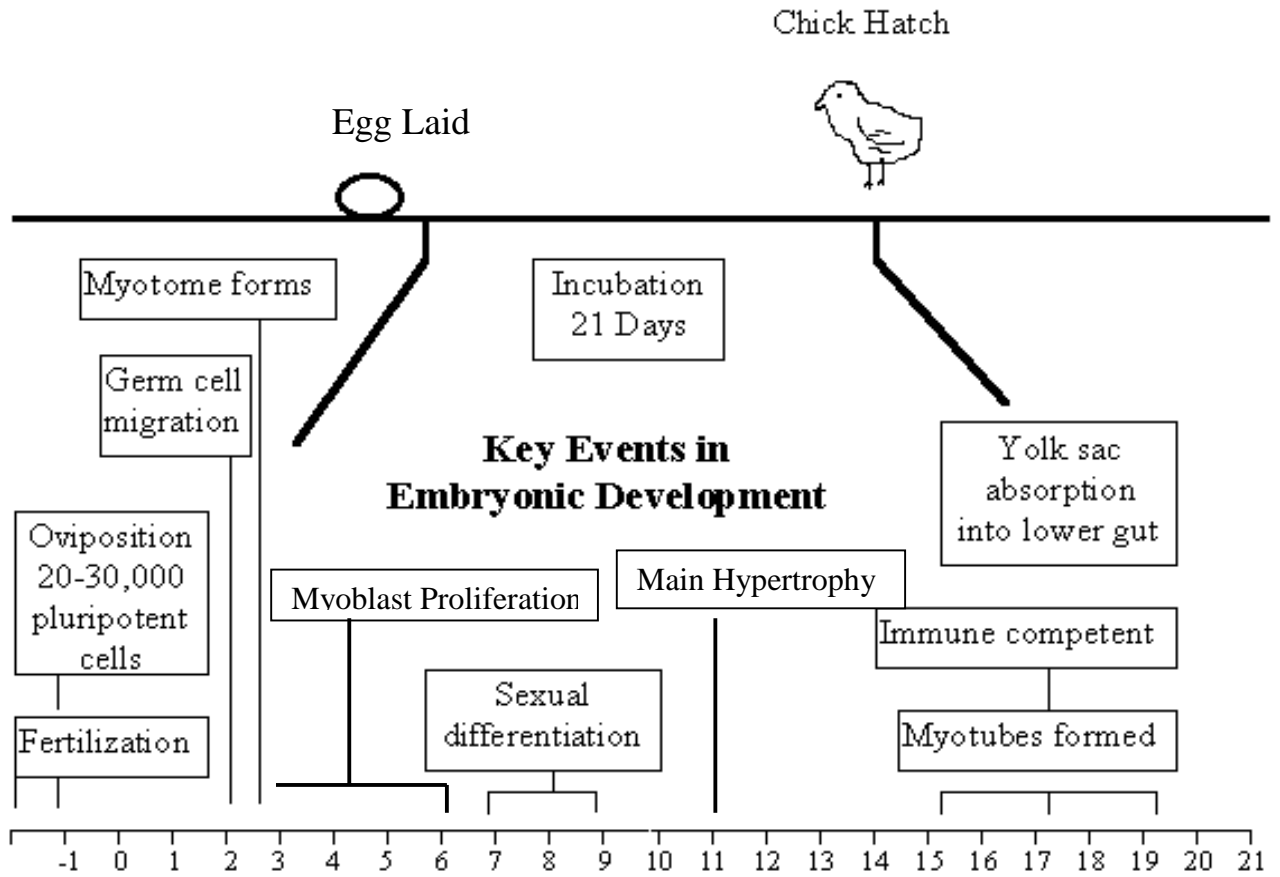 Chick Hatch
Egg Laid
Myotome forms
Incubation
21 Days
Germ cell
migration
Key Events in
Embryonic Development
Yolk sac
absorption
into lower gut
Oviposition
20-30,000
pluripotent
cells
Myoblast Proliferation
Main Hypertrophy
Immune competent
Sexual
differentiation
Fertilization
Myotubes formed
-1 0 1 2 3 4 5 6 7 8 9 10 11 12 13 14 15 16 17 18 19 20 21